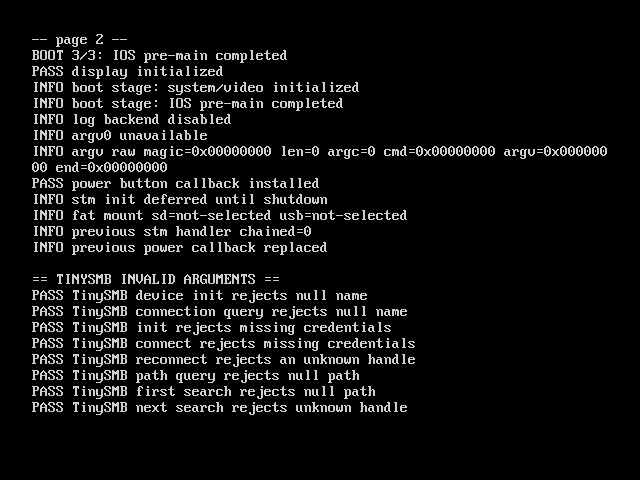 -- page 2 --
BOOT 3/3: IOS pre-main completed
PASS display initialized
INFO boot stage: system/video initialized
INFO boot stage: IOS pre-main completed
INFO log backend disabled
INFO argv0 unavailable
INFO argv raw magic=0x00000000 len=0 argc=0 cmd=0x00000000 argv=0x000000
00 end=0x00000000
PASS power button callback installed
INFO stm init deferred until shutdown
INFO fat mount sd=not-selected usb=not-selected
INFO previous stm handler chained=0
INFO previous power callback replaced
== TINYSMB INVALID ARGUMENTS ==
PASS TinySMB device init rejects null name
PASS TinySMB connection query rejects null name
PASS TinySMB init rejects missing credentials
PASS TinySMB connect rejects missing credentials
PASS TinySMB reconnect rejects an unknown handle
PASS TinySMB path query rejects null path
PASS TinySMB first search rejects null path
PASS TinySMB next search rejects unknown handle